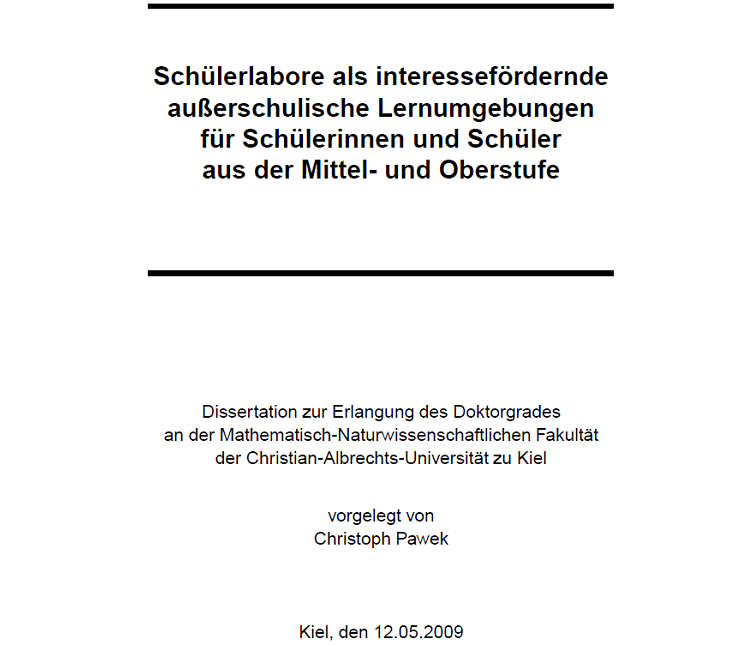 Schülerlabore als interessefördernde
außerschulische Lernumgebungen
für Schülerinnen und Schüler
aus der Mittel- und Oberstufe
Dissertation zur Erlangung des Doktorgrades
an der Mathematisch-Naturwissenschaftlichen Fakultät
der Christian-Albrechts-Universität zu Kiel
vorgelegt von
Christoph Pawek
Kiel, den 12.05.2009